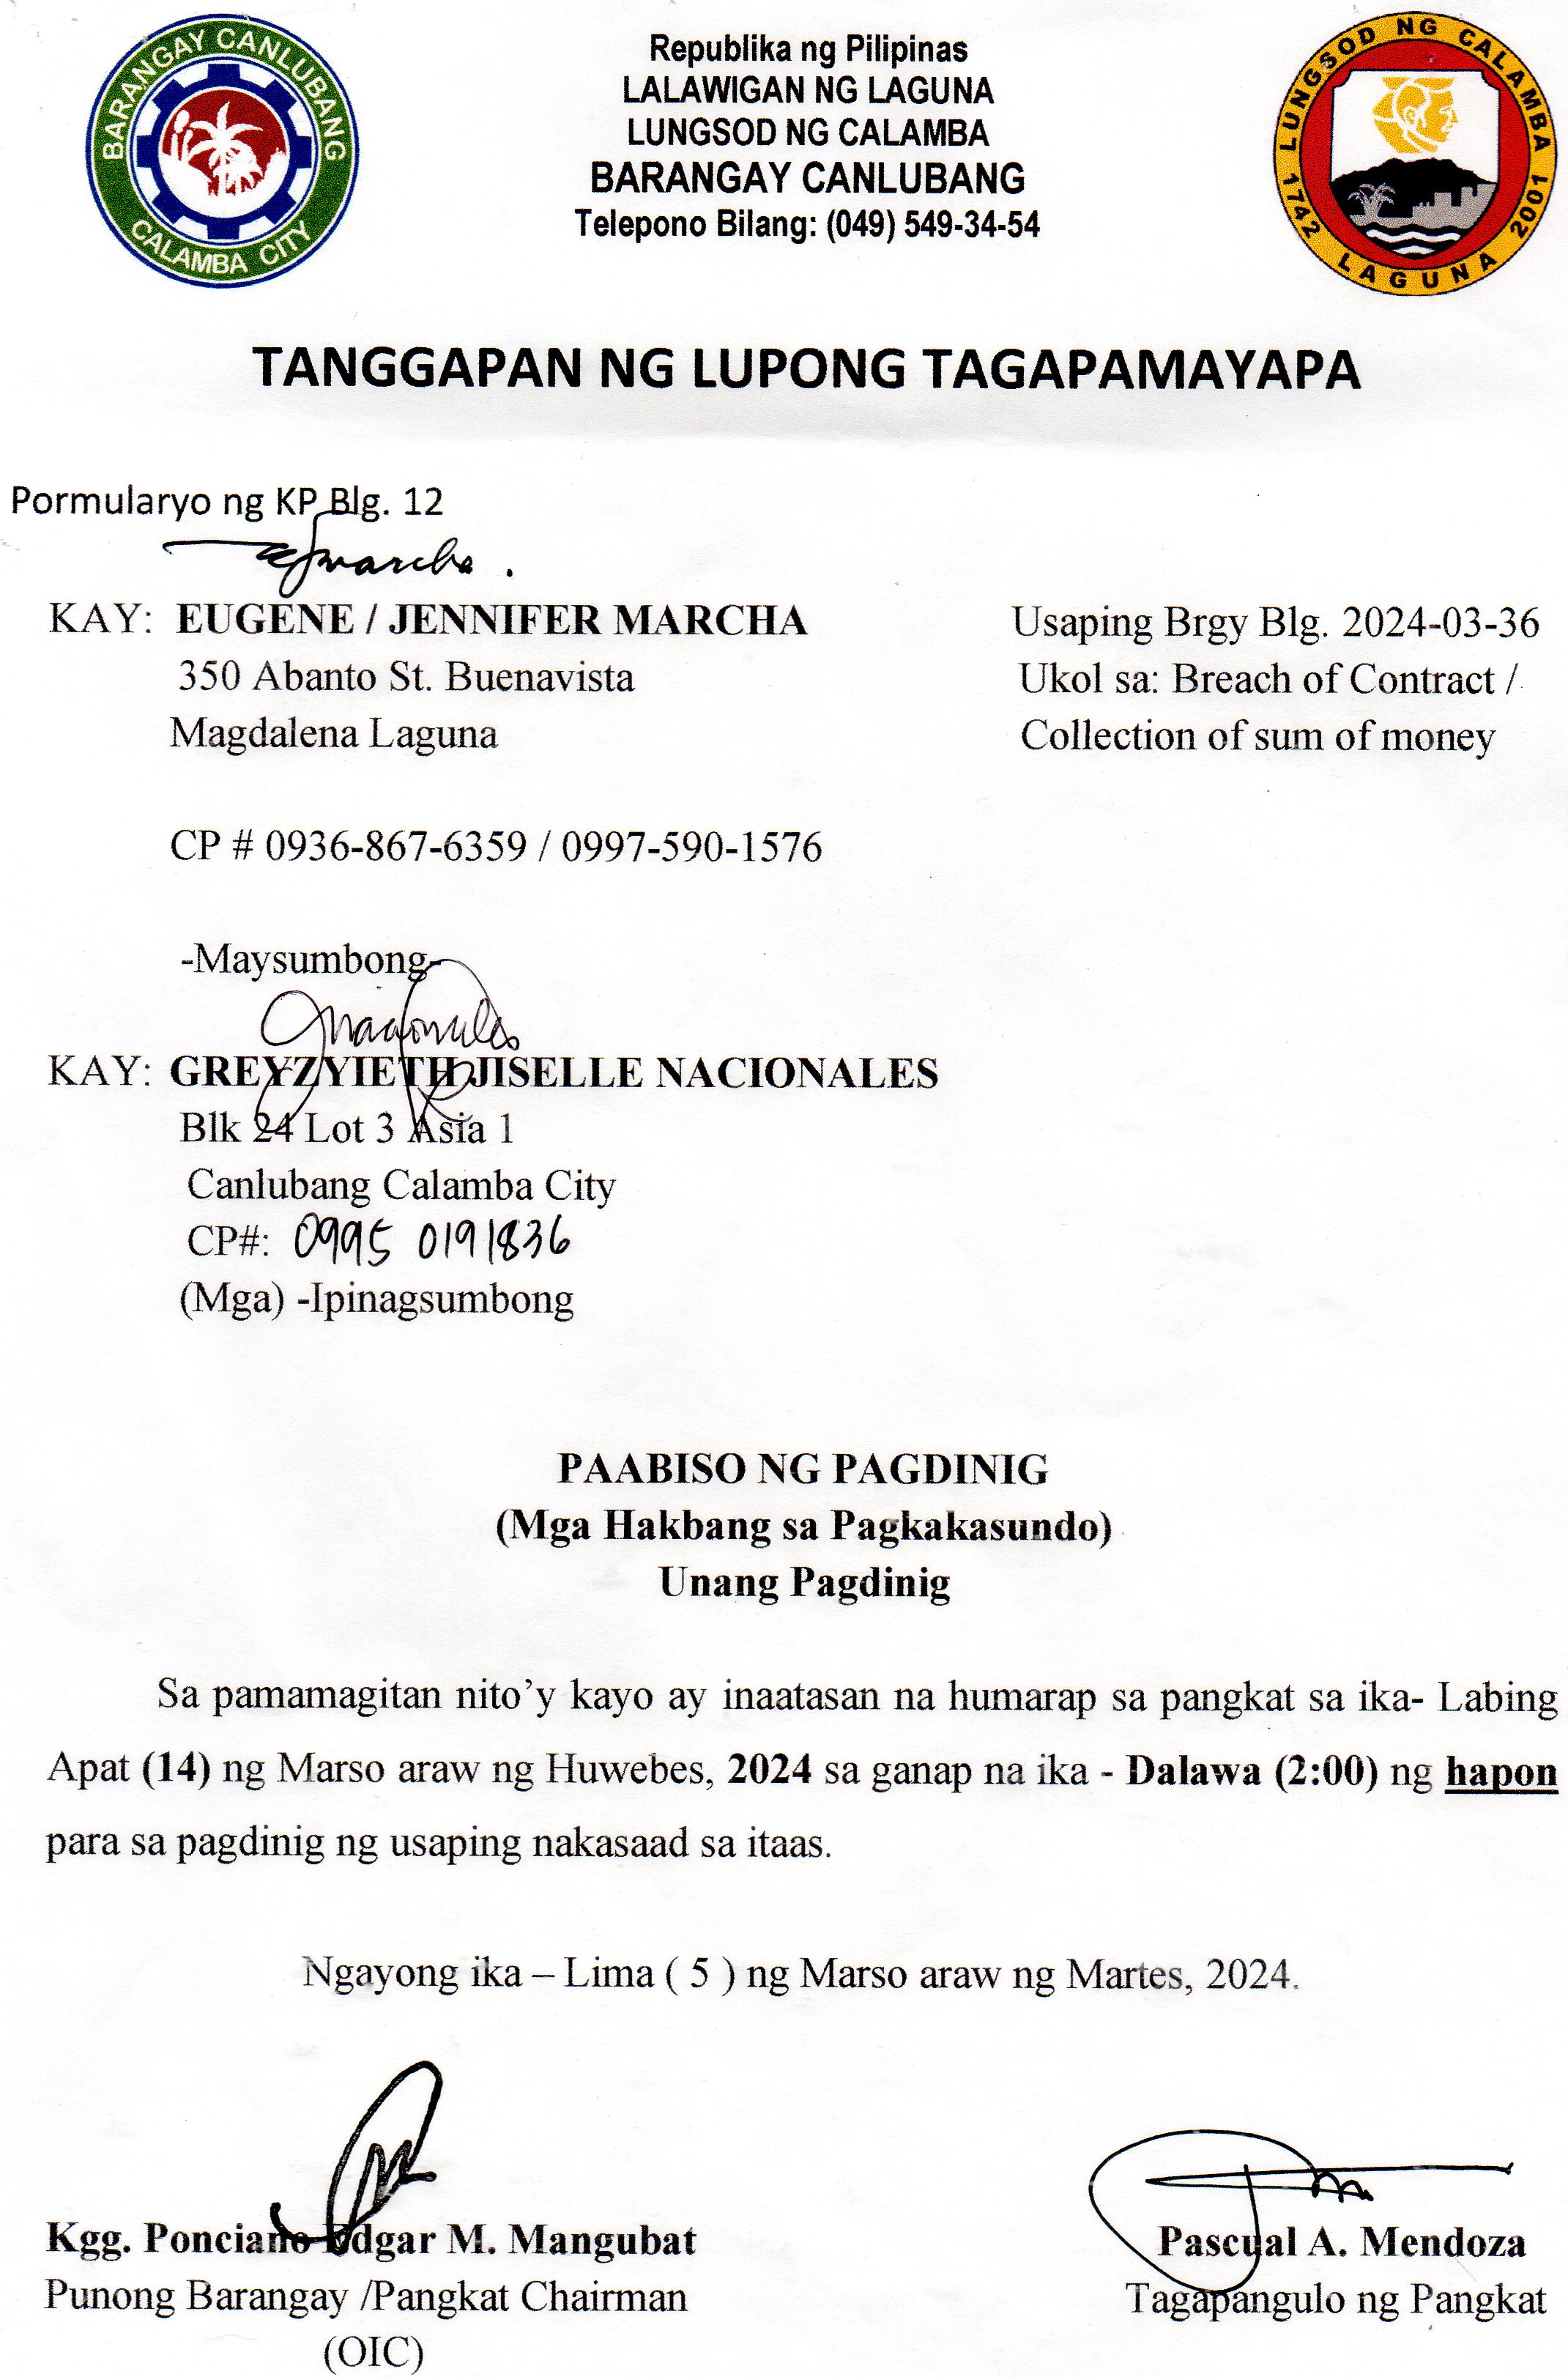 BARANGAY CANLUBANG
CALAMBA CITY
Republika ng Pilipinas
LALAWIGAN NG LAGUNA
LUNGSOD NG CALAMBA
BARANGAY CANLUBANG
Telepono Bilang: (049) 549-34-54
LUNGSOD NG CALAMBA
1742 LAGUNA 2001
TANGGAPAN NG LUPONG TAGAPAMAYAPA
Pormularyo ng KP Blg. 12
KAY: EUGENE / JENNIFER MARCHA
Usaping Brgy Blg. 2024-03-36
350 Abanto St. Buenavista
Ukol sa: Breach of Contract /
Magdalena Laguna
Collection of sum of money
CP # 0936-867-6359 / 0997-590-1576
-Maysumbong-
KAY: GREYZYIETH JISELLE NACIONALES
Blk 24 Lot 3 Asia 1
Canlubang Calamba City
CP#: 0995 0191836
(Mga) -Ipinagsumbong
PAABISO NG PAGDINIG
(Mga Hakbang sa Pagkakasundo)
Unang Pagdinig
Sa pamamagitan nito’y kayo ay inaatasan na humarap sa pangkat sa ika- Labing
Apat (14) ng Marso araw ng Huwebes, 2024 sa ganap na ika - Dalawa (2:00) ng hapon
para sa pagdinig ng usaping nakasaad sa itaas.
Ngayong ika – Lima ( 5 ) ng Marso araw ng Martes, 2024.
Kgg. Ponciano Edgar M. Mangubat
Pascual A. Mendoza
Punong Barangay /Pangkat Chairman
Tagapangulo ng Pangkat
(OIC)